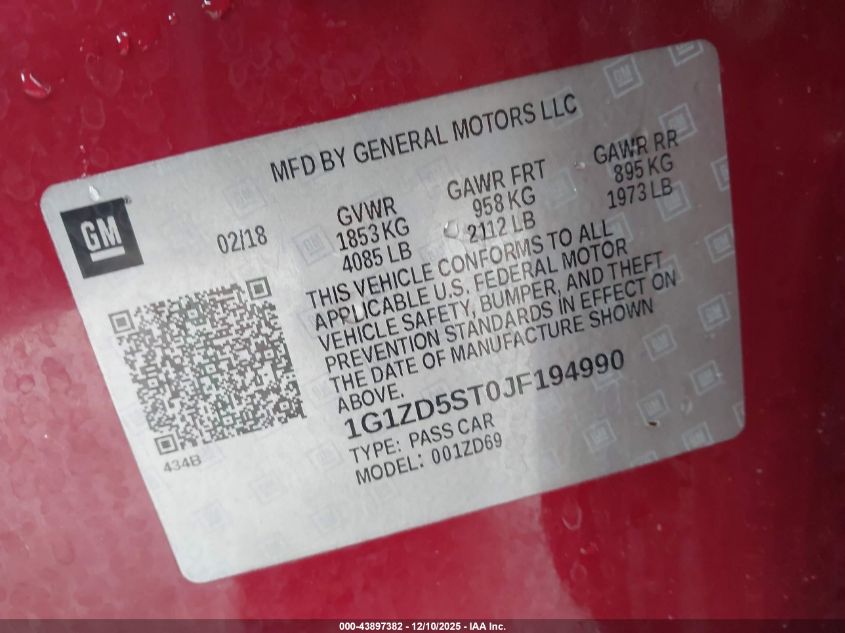 MFD BY GENERAL MOTORS LLC
GM
02/18
GVWR
1853 KG
4085 LB
GAWR FRT
958 KG
2112 LB
GAWR RR
895 KG
1973 LB
THIS VEHICLE CONFORMS TO ALL
APPLICABLE U.S. FEDERAL MOTOR
VEHICLE SAFETY, BUMPER, AND THEFT
PREVENTION STANDARDS IN EFFECT ON
THE DATE OF MANUFACTURE SHOWN
ABOVE.
1G1ZD5ST0JF194990
TYPE: PASS CAR
MODEL: 001ZD69
434B
000-43897382 - 12/10/2025 - IAA Inc.